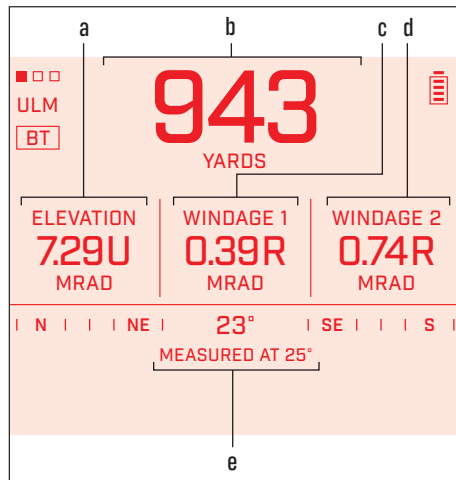 a b c d
943
ULM
BT
YARDS
ELEVATION WINDAGE 1 WINDAGE 2
7.29U 0.39R 0.74R
MRAD MRAD MRAD
N NE 23° SE S
MEASURED AT 25°
e